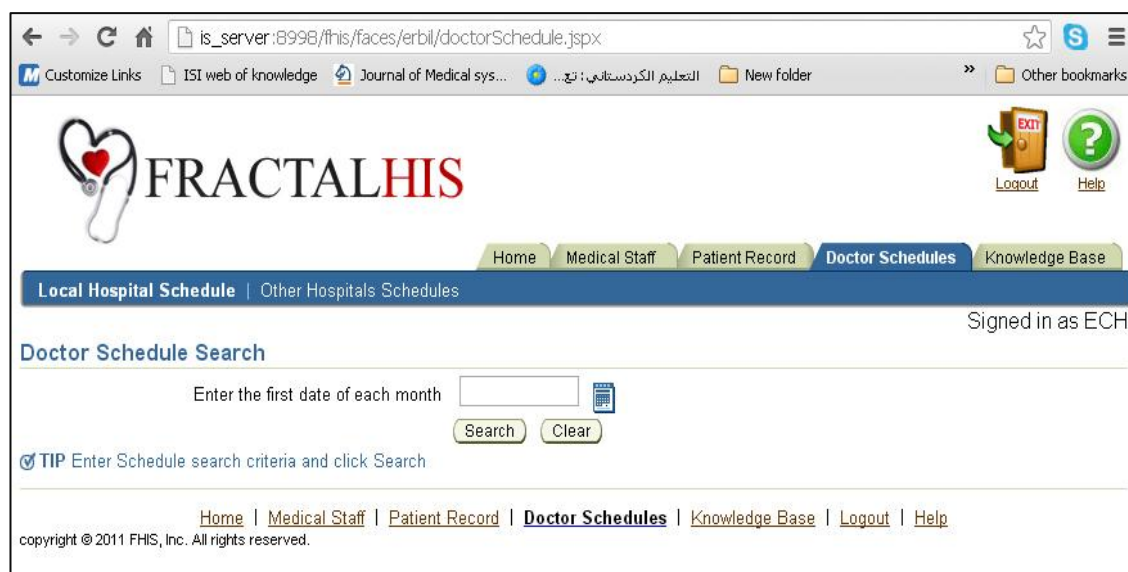 is_server:8998/fhis/faces/erbil/doctorSchedule.jspx
Customize Links ISI web of knowledge Journal of Medical sys... التعليم الكردستاني: تع... New folder » Other bookmarks
EXIT
FRACTALHIS
Logout Help
Home Medical Staff Patient Record Doctor Schedules Knowledge Base
Local Hospital Schedule | Other Hospitals Schedules
Signed in as ECH
Doctor Schedule Search
Enter the first date of each month
Search Clear
TIP Enter Schedule search criteria and click Search
Home | Medical Staff | Patient Record | Doctor Schedules | Knowledge Base | Logout | Help
copyright © 2011 FHIS, Inc. All rights reserved.